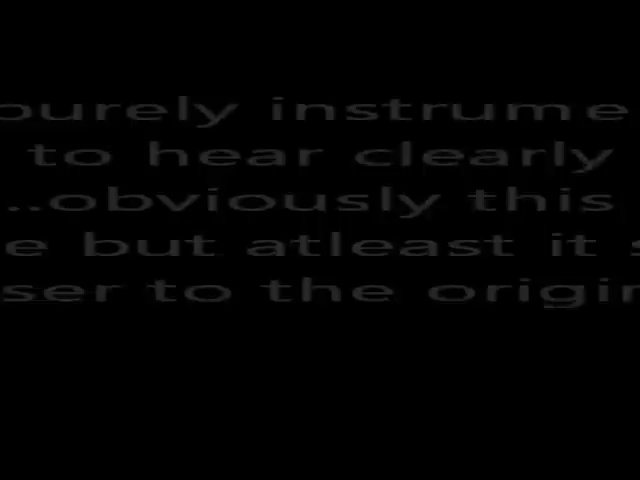 purely instrume
to hear clearly
..obviously this
e but atleast it s
ser to the origin